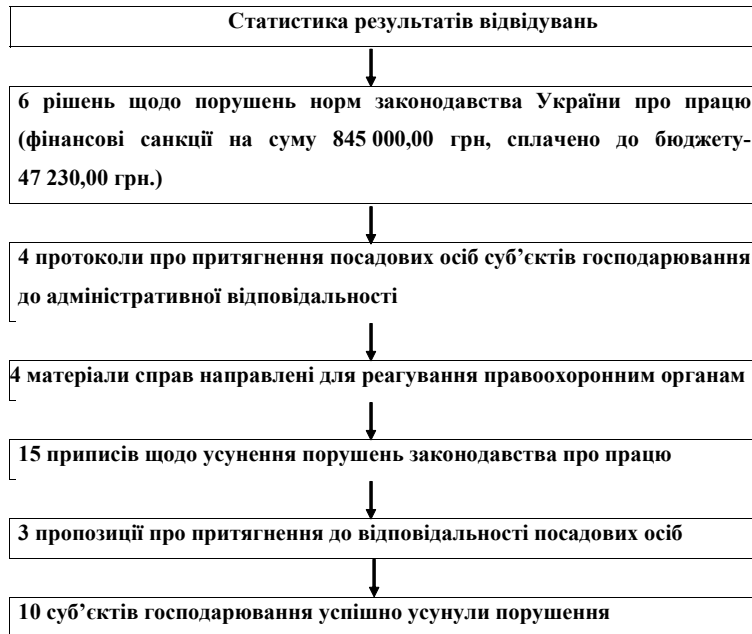 Статистика результатів відвідувань
6 рішень щодо порушень норм законодавства України про працю
(фінансові санкції на суму 845 000,00 грн, сплачено до бюджету-
47 230,00 грн.)
4 протоколи про притягнення посадових осіб суб’єктів господарювання
до адміністративної відповідальності
4 матеріали справ направлені для реагування правоохоронним органам
15 приписів щодо усунення порушень законодавства про працю
3 пропозиції про притягнення до відповідальності посадових осіб
10 суб’єктів господарювання успішно усунули порушення